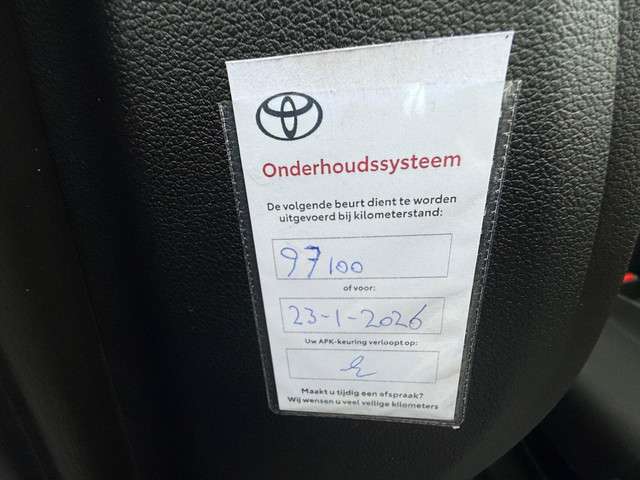 Onderhoudssysteem
De volgende beurt dient te worden
uitgevoerd bij kilometerstand:
97100
of voor:
23-1-2026
Uw APK-keuring verloopt op:
Maakt u tijdig een afspraak?
Wij wensen u veel veilige kilometers